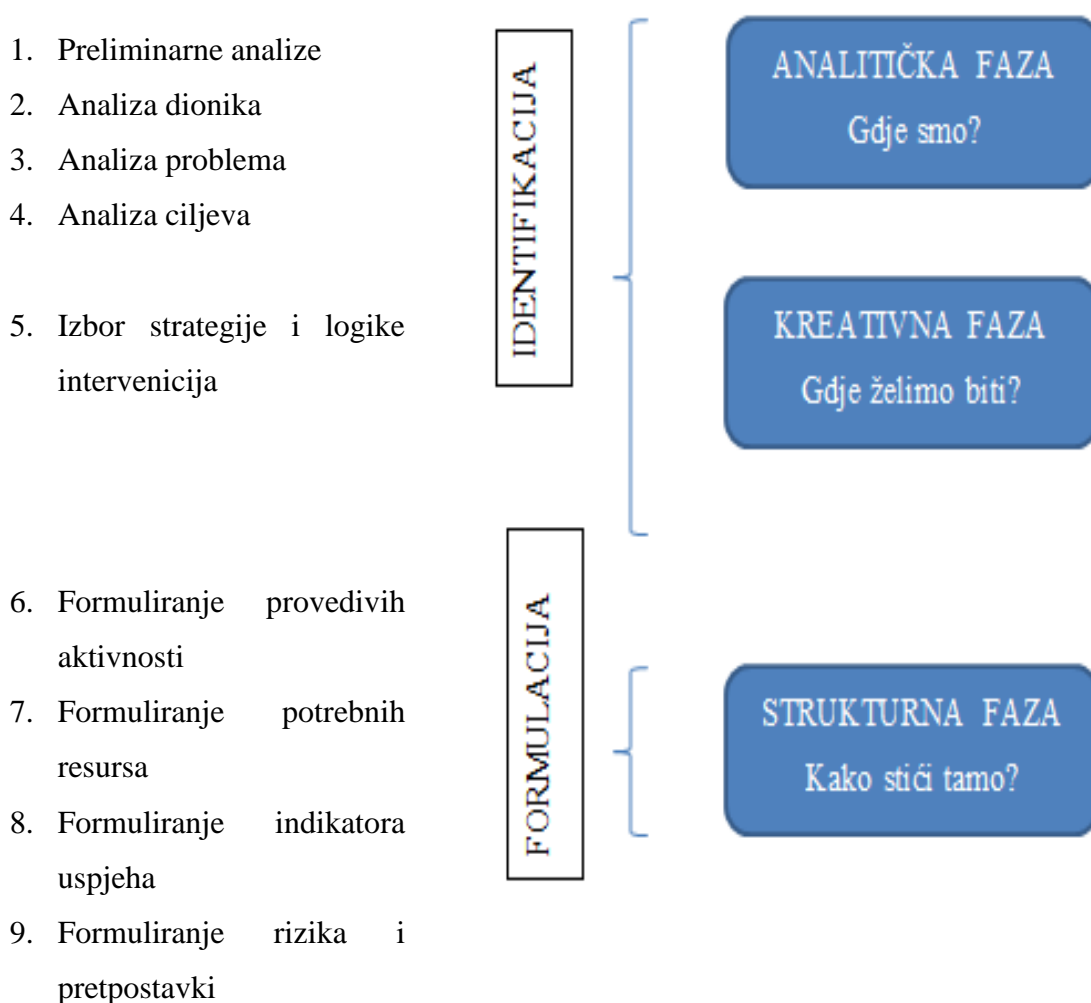 1. Preliminarne analize
2. Analiza dionika
3. Analiza problema
4. Analiza ciljeva
5. Izbor strategije i logike
intervenicija
6. Formuliranje provedivih
aktivnosti
7. Formuliranje potrebnih
resursa
8. Formuliranje indikatora
uspjeha
9. Formuliranje rizika i
pretpostavki
IDENTIFIKACIJA
FORMULACIJA
ANALITIČKA FAZA
Gdje smo?
KREATIVNA FAZA
Gdje želimo biti?
STRUKTURNA FAZA
Kako stići tamo?